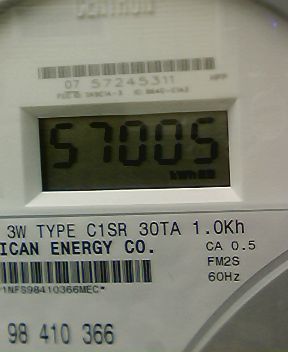 07 57245311
57005
kWh
3W TYPE C1SR 30TA 1.0Kh
ICAN ENERGY CO.
CA 0.5
FM2S
60Hz
1NFS98410366MEC*
98 410 366